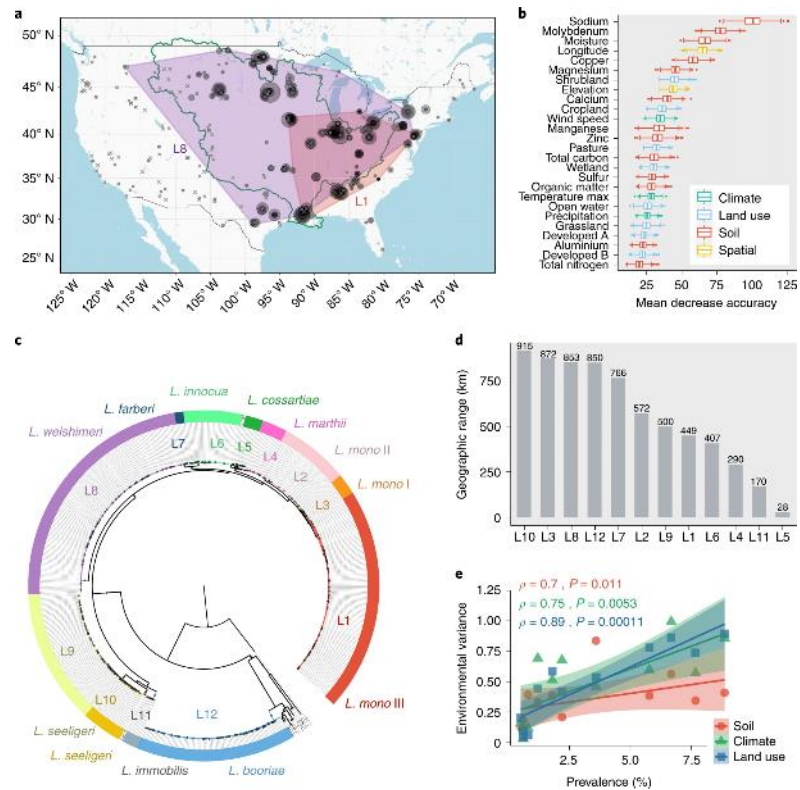 a
50° N
45° N
40° N
35° N
30° N
25° N
L8
L1
125° W
120° W
115° W
110° W
105° W
100° W
95° W
90° W
85° W
80° W
75° W
70° W
b
Sodium
Molybdenum
Moisture
Longitude
Copper
Magnesium
Shrubland
Elevation
Calcium
Cropland
Wind speed
Manganese
Zinc
Pasture
Total carbon
Wetland
Sulfur
Organic matter
Temperature max
Open water
Precipitation
Grassland
Developed A
Aluminium
Developed B
Total nitrogen
Climate
Land use
Soil
Spatial
25 50 75 100 125
Mean decrease accuracy
c
L. innocua
L. farberi
L. cossartiae
L. marthii
L. welshimeri
L. mono II
L. mono I
L7
L6
L5
L4
L2
L3
L8
L1
L9
L10
L11
L12
L. mono III
L. seeligeri
L. seeligeri
L. immobilis
L. booriae
d
Geographic range (km)
750
500
250
0
915 872 853 850 766 572 500 449 407 290 170 28
L10 L3 L8 L12 L7 L2 L9 L1 L6 L4 L11 L5
e
ρ = 0.7 , P = 0.011
ρ = 0.75 , P = 0.0053
ρ = 0.89 , P = 0.00011
Environmental variance
1.25
1.00
0.75
0.50
0.25
0
2.5 5.0 7.5
Prevalence (%)
Soil
Climate
Land use